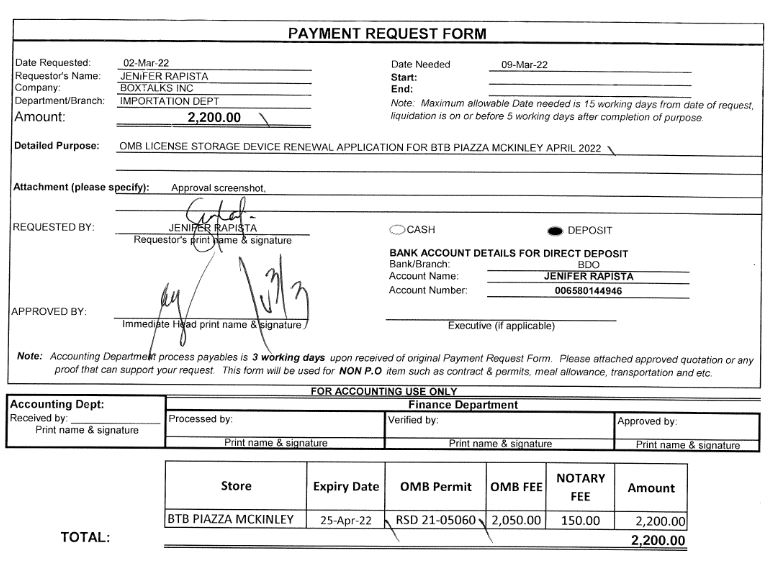 PAYMENT REQUEST FORM
Date Requested: 02-Mar-22 Date Needed 09-Mar-22
Requestor's Name: JENIFER RAPISTA Start:
Company: BOXTALKS INC End:
Department/Branch: IMPORTATION DEPT Note: Maximum allowable Date needed is 15 working days from date of request,
Amount: 2,200.00 liquidation is on or before 5 working days after completion of purpose.
Detailed Purpose: OMB LICENSE STORAGE DEVICE RENEWAL APPLICATION FOR BTB PIAZZA MCKINLEY APRIL 2022
Attachment (please specify): Approval screenshot,
REQUESTED BY: JENIFER RAPISTA CASH DEPOSIT
Requestor's print name & signature
BANK ACCOUNT DETAILS FOR DIRECT DEPOSIT
Bank/Branch: BDO
Account Name: JENIFER RAPISTA
Account Number: 006580144946
APPROVED BY:
Immediate Head print name & signature Executive (if applicable)
Note: Accounting Department process payables is 3 working days upon received of original Payment Request Form. Please attached approved quotation or any
proof that can support your request. This form will be used for NON P.O item such as contract & permits, meal allowance, transportation and etc.
FOR ACCOUNTING USE ONLY
Accounting Dept: Finance Department
Received by: Processed by: Verified by: Approved by:
Print name & signature Print name & signature Print name & signature Print name & signature
Store Expiry Date OMB Permit OMB FEE NOTARY FEE Amount
BTB PIAZZA MCKINLEY 25-Apr-22 RSD 21-05060 2,050.00 150.00 2,200.00
TOTAL: 2,200.00